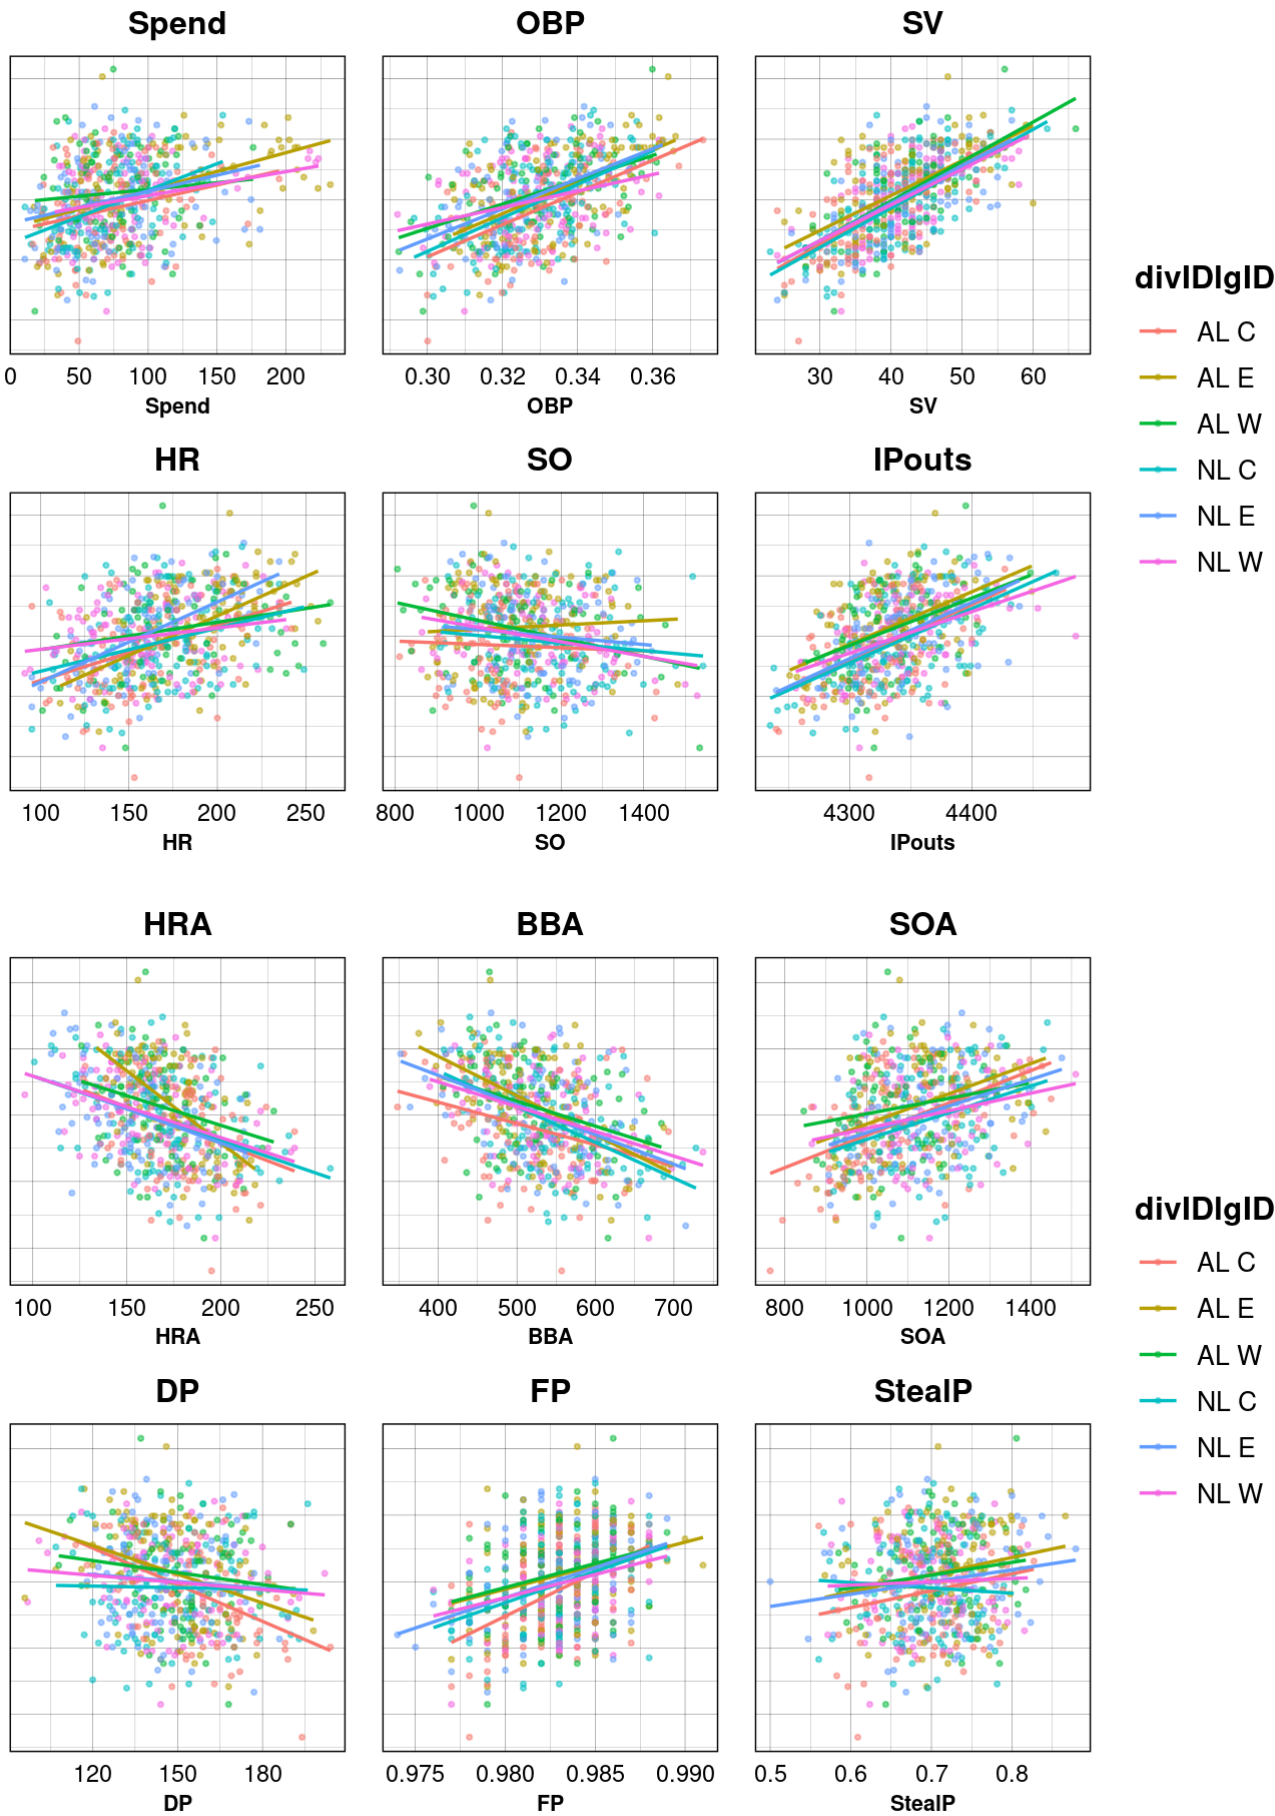 Spend OBP SV
0 50 100 150 200 0.30 0.32 0.34 0.36 30 40 50 60
Spend OBP SV
HR SO IPouts
100 150 200 250 800 1000 1200 1400 4300 4400
HR SO IPouts
divIDlgID
AL C
AL E
AL W
NL C
NL E
NL W
HRA BBA SOA
100 150 200 250 400 500 600 700 800 1000 1200 1400
HRA BBA SOA
DP FP StealP
120 150 180 0.975 0.980 0.985 0.990 0.5 0.6 0.7 0.8
DP FP StealP
divIDlgID
AL C
AL E
AL W
NL C
NL E
NL W